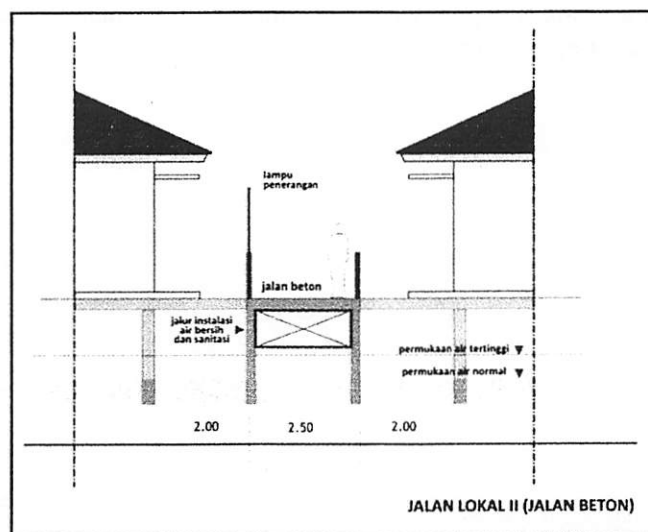 lampu
penerangan
jalan beton
jalur instalasi
air bersih
dan sanitasi
permukaan air tertinggi
permukaan air normal
2.00 2.50 2.00
JALAN LOKAL II (JALAN BETON)